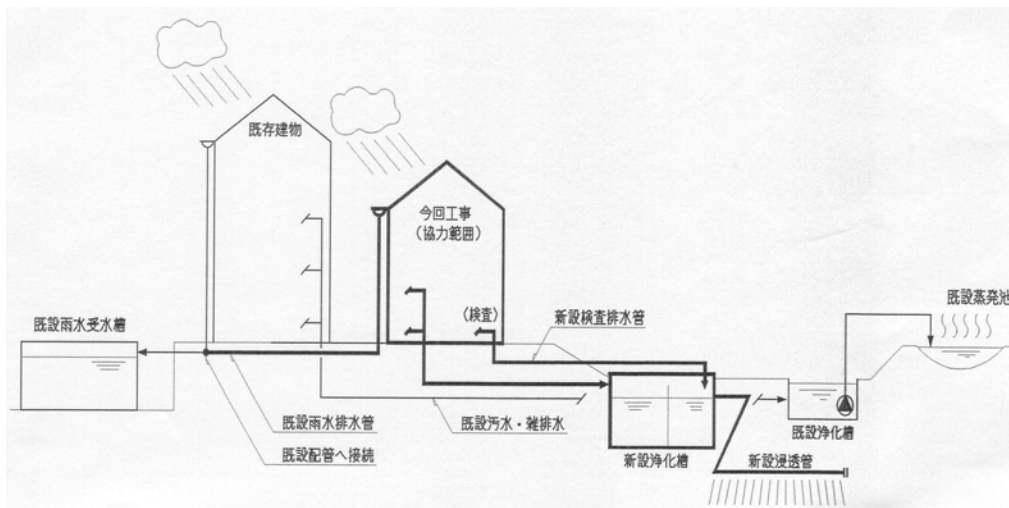 既存建物
今回工事
（協力範囲）
既設蒸発池
（検査）
新設検査排水管
既設雨水受水槽
既設雨水排水管
既設汚水・雑排水
既設浄化槽
既設配管へ接続
新設浄化槽
新設浸透管